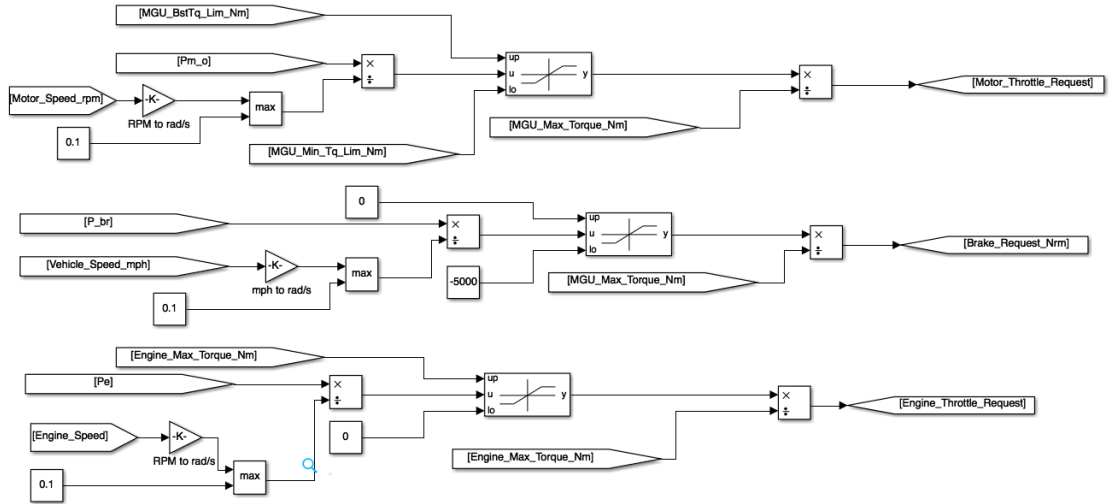 [MGU_BstTq_Lim_Nm]
[Pm_o]
×
÷
up
u
lo
y
×
÷
[Motor_Throttle_Request]
[Motor_Speed_rpm]
-K-
RPM to rad/s
max
0.1
[MGU_Max_Torque_Nm]
[MGU_Min_Tq_Lim_Nm]
0
[P_br]
×
÷
up
u
lo
y
×
÷
[Brake_Request_Nrm]
[Vehicle_Speed_mph]
-K-
mph to rad/s
max
0.1
-5000
[MGU_Max_Torque_Nm]
[Engine_Max_Torque_Nm]
[Pe]
×
÷
up
u
lo
y
×
÷
[Engine_Throttle_Request]
[Engine_Speed]
-K-
RPM to rad/s
0
max
0.1
[Engine_Max_Torque_Nm]